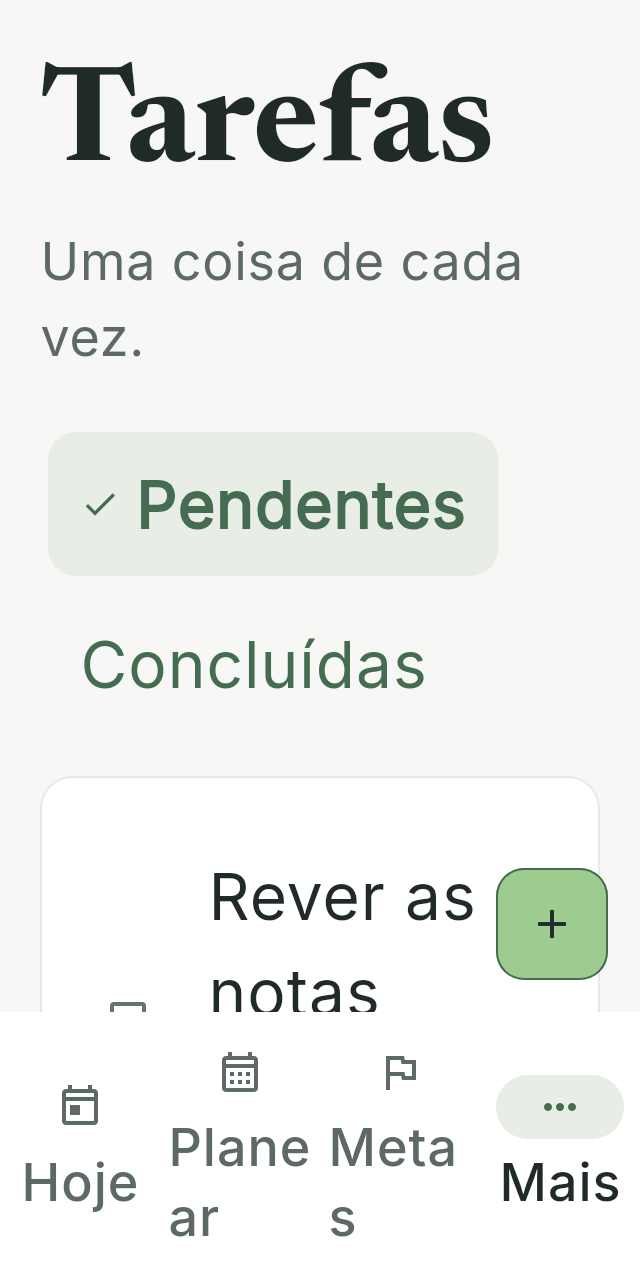 Tarefas
Uma coisa de cada
vez.
Pendentes
Concluídas
Rever as
notas
Hoje
Plane
ar
Meta
s
Mais